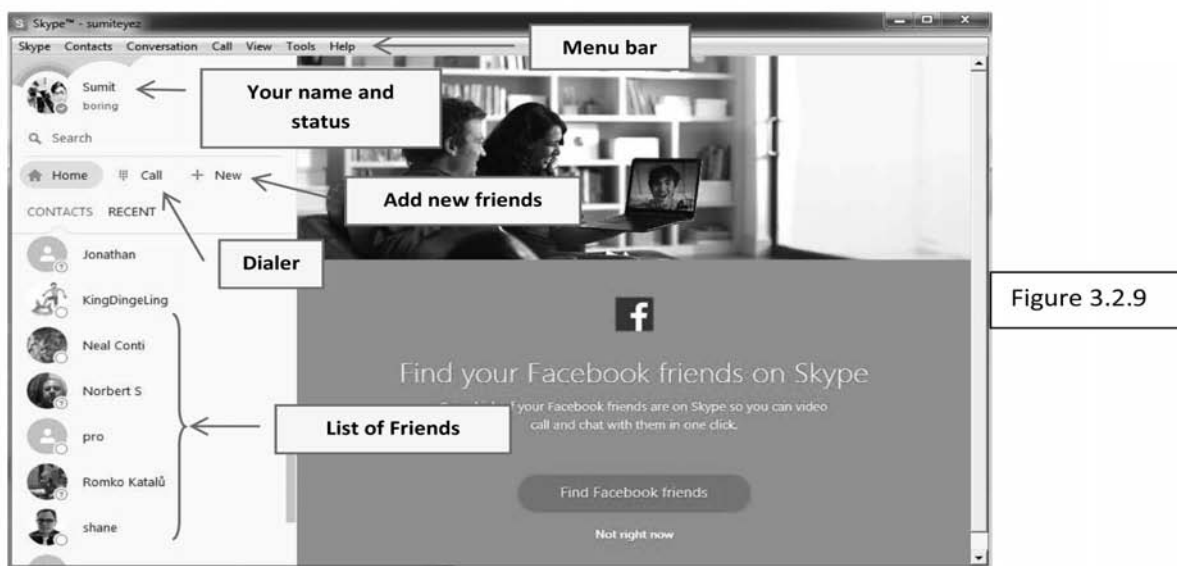 Skype™ - sumiteyez
Skype Contacts Conversation Call View Tools Help
Menu bar
Sumit
boring
Your name and
status
Search
Home Call + New
Add new friends
CONTACTS RECENT
Dialer
Jonathan
KingDingeLing
Neal Conti
Norbert S
pro
Romko Katalů
shane
List of Friends
f
Find your Facebook friends on Skype
of your Facebook friends are on Skype so you can video
call and chat with them in one click.
Find Facebook friends
Not right now
Figure 3.2.9